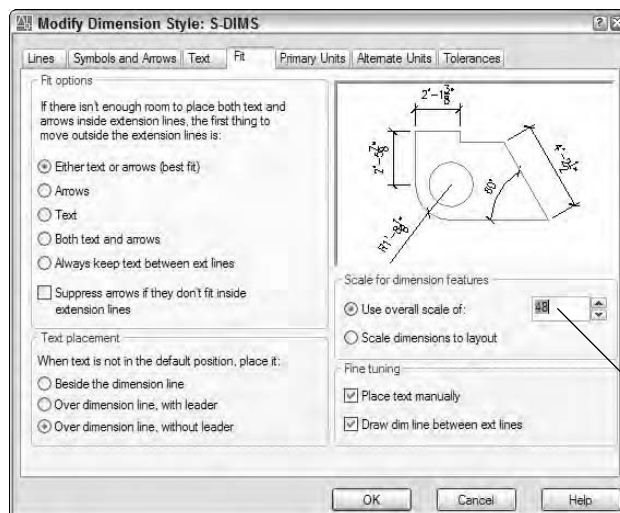 Modify Dimension Style: S-DIMS
Lines Symbols and Arrows Text Fit Primary Units Alternate Units Tolerances
Fit options
If there isn't enough room to place both text and
arrows inside extension lines, the first thing to
move outside the extension lines is:
Either text or arrows (best fit)
Arrows
Text
Both text and arrows
Always keep text between ext lines
Suppress arrows if they don't fit inside
extension lines
Text placement
When text is not in the default position, place it:
Beside the dimension line
Over dimension line, with leader
Over dimension line, without leader
60°
Scale for dimension features
Use overall scale of: 48
Scale dimensions to layout
Fine tuning
Place text manually
Draw dim line between ext lines
OK Cancel Help